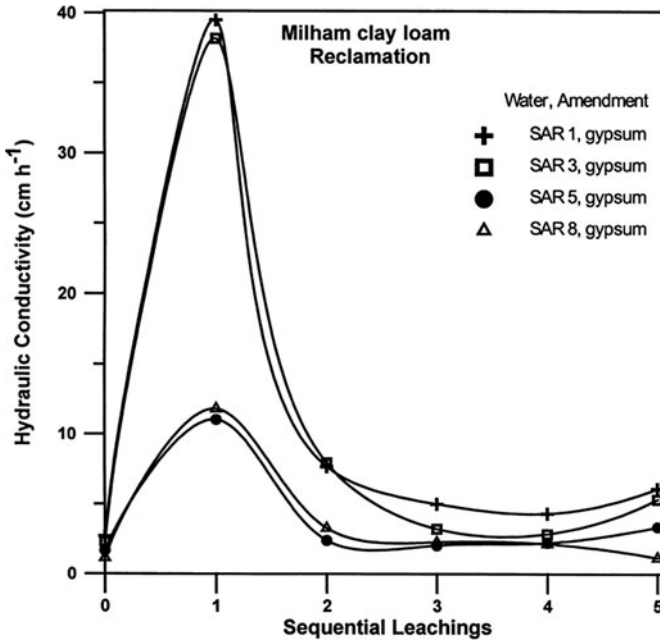 Milham clay loam
Reclamation
Water, Amendment
SAR 1, gypsum
SAR 3, gypsum
SAR 5, gypsum
SAR 8, gypsum
Hydraulic Conductivity (cm h⁻¹)
40
30
20
10
0
0 1 2 3 4 5
Sequential Leachings